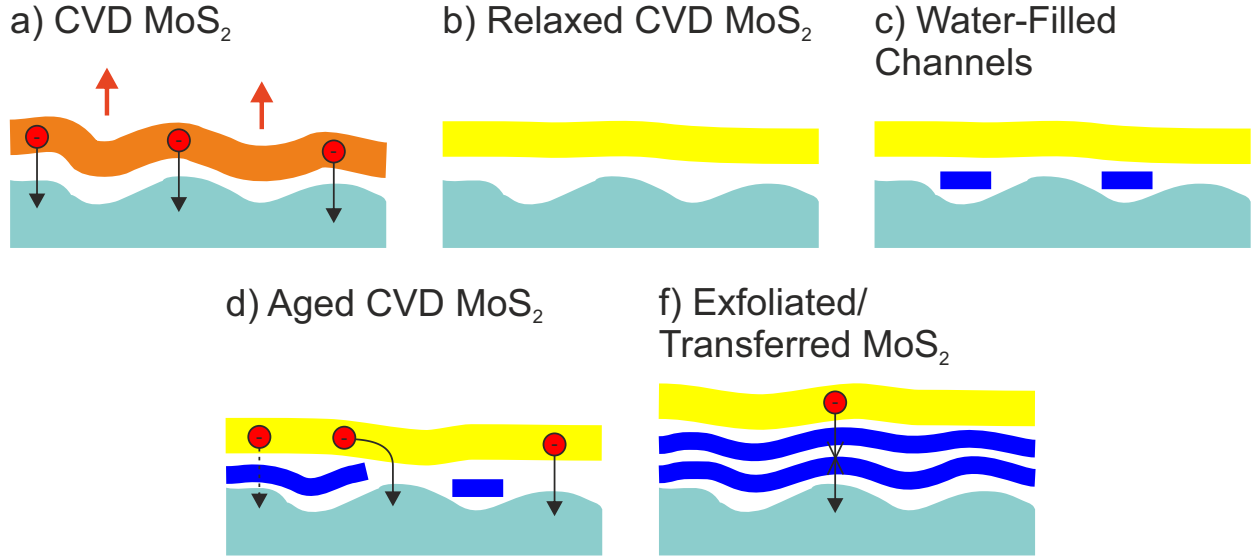 a) CVD MoS₂
b) Relaxed CVD MoS₂
c) Water-Filled
Channels
-
-
-
d) Aged CVD MoS₂
f) Exfoliated/
Transferred MoS₂
-
-
-
-